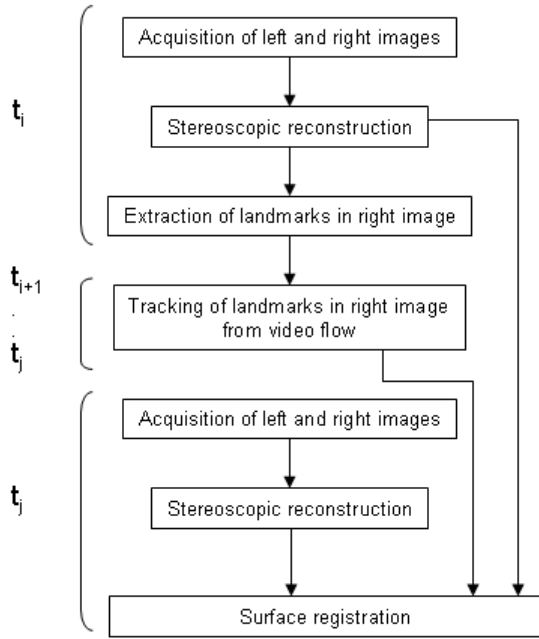 Acquisition of left and right images
t_i
Stereoscopic reconstruction
Extraction of landmarks in right image
t_{i+1}
.
.
t_j
Tracking of landmarks in right image
from video flow
Acquisition of left and right images
t_j
Stereoscopic reconstruction
Surface registration